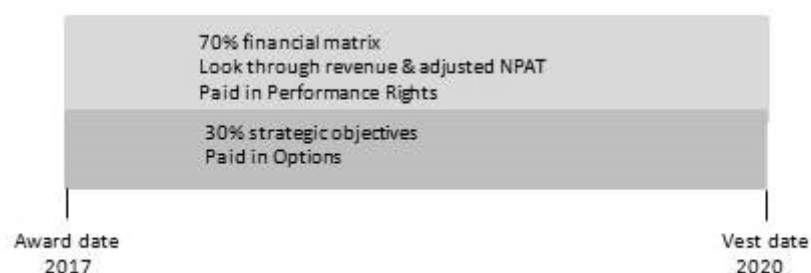 70% financial matrix
Look through revenue & adjusted NPAT
Paid in Performance Rights
30% strategic objectives
Paid in Options
Award date
2017
Vest date
2020